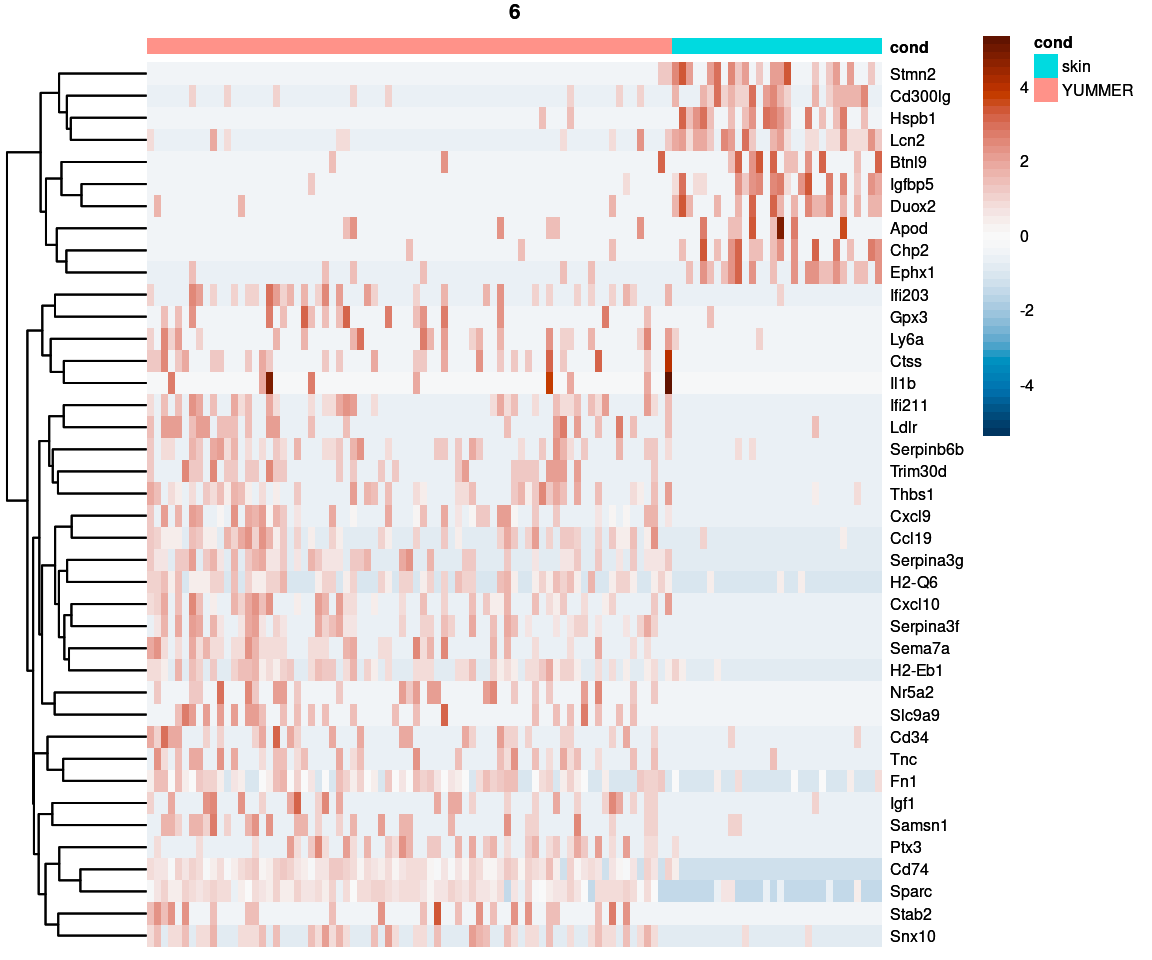 6
cond
Stmn2
Cd300lg
Hspb1
Lcn2
Btnl9
Igfbp5
Duox2
Apod
Chp2
Ephx1
Ifi203
Gpx3
Ly6a
Ctss
Il1b
Ifi211
Ldlr
Serpinb6b
Trim30d
Thbs1
Cxcl9
Ccl19
Serpina3g
H2-Q6
Cxcl10
Serpina3f
Sema7a
H2-Eb1
Nr5a2
Slc9a9
Cd34
Tnc
Fn1
Igf1
Samsn1
Ptx3
Cd74
Sparc
Stab2
Snx10
4
2
0
-2
-4
cond
skin
YUMMER